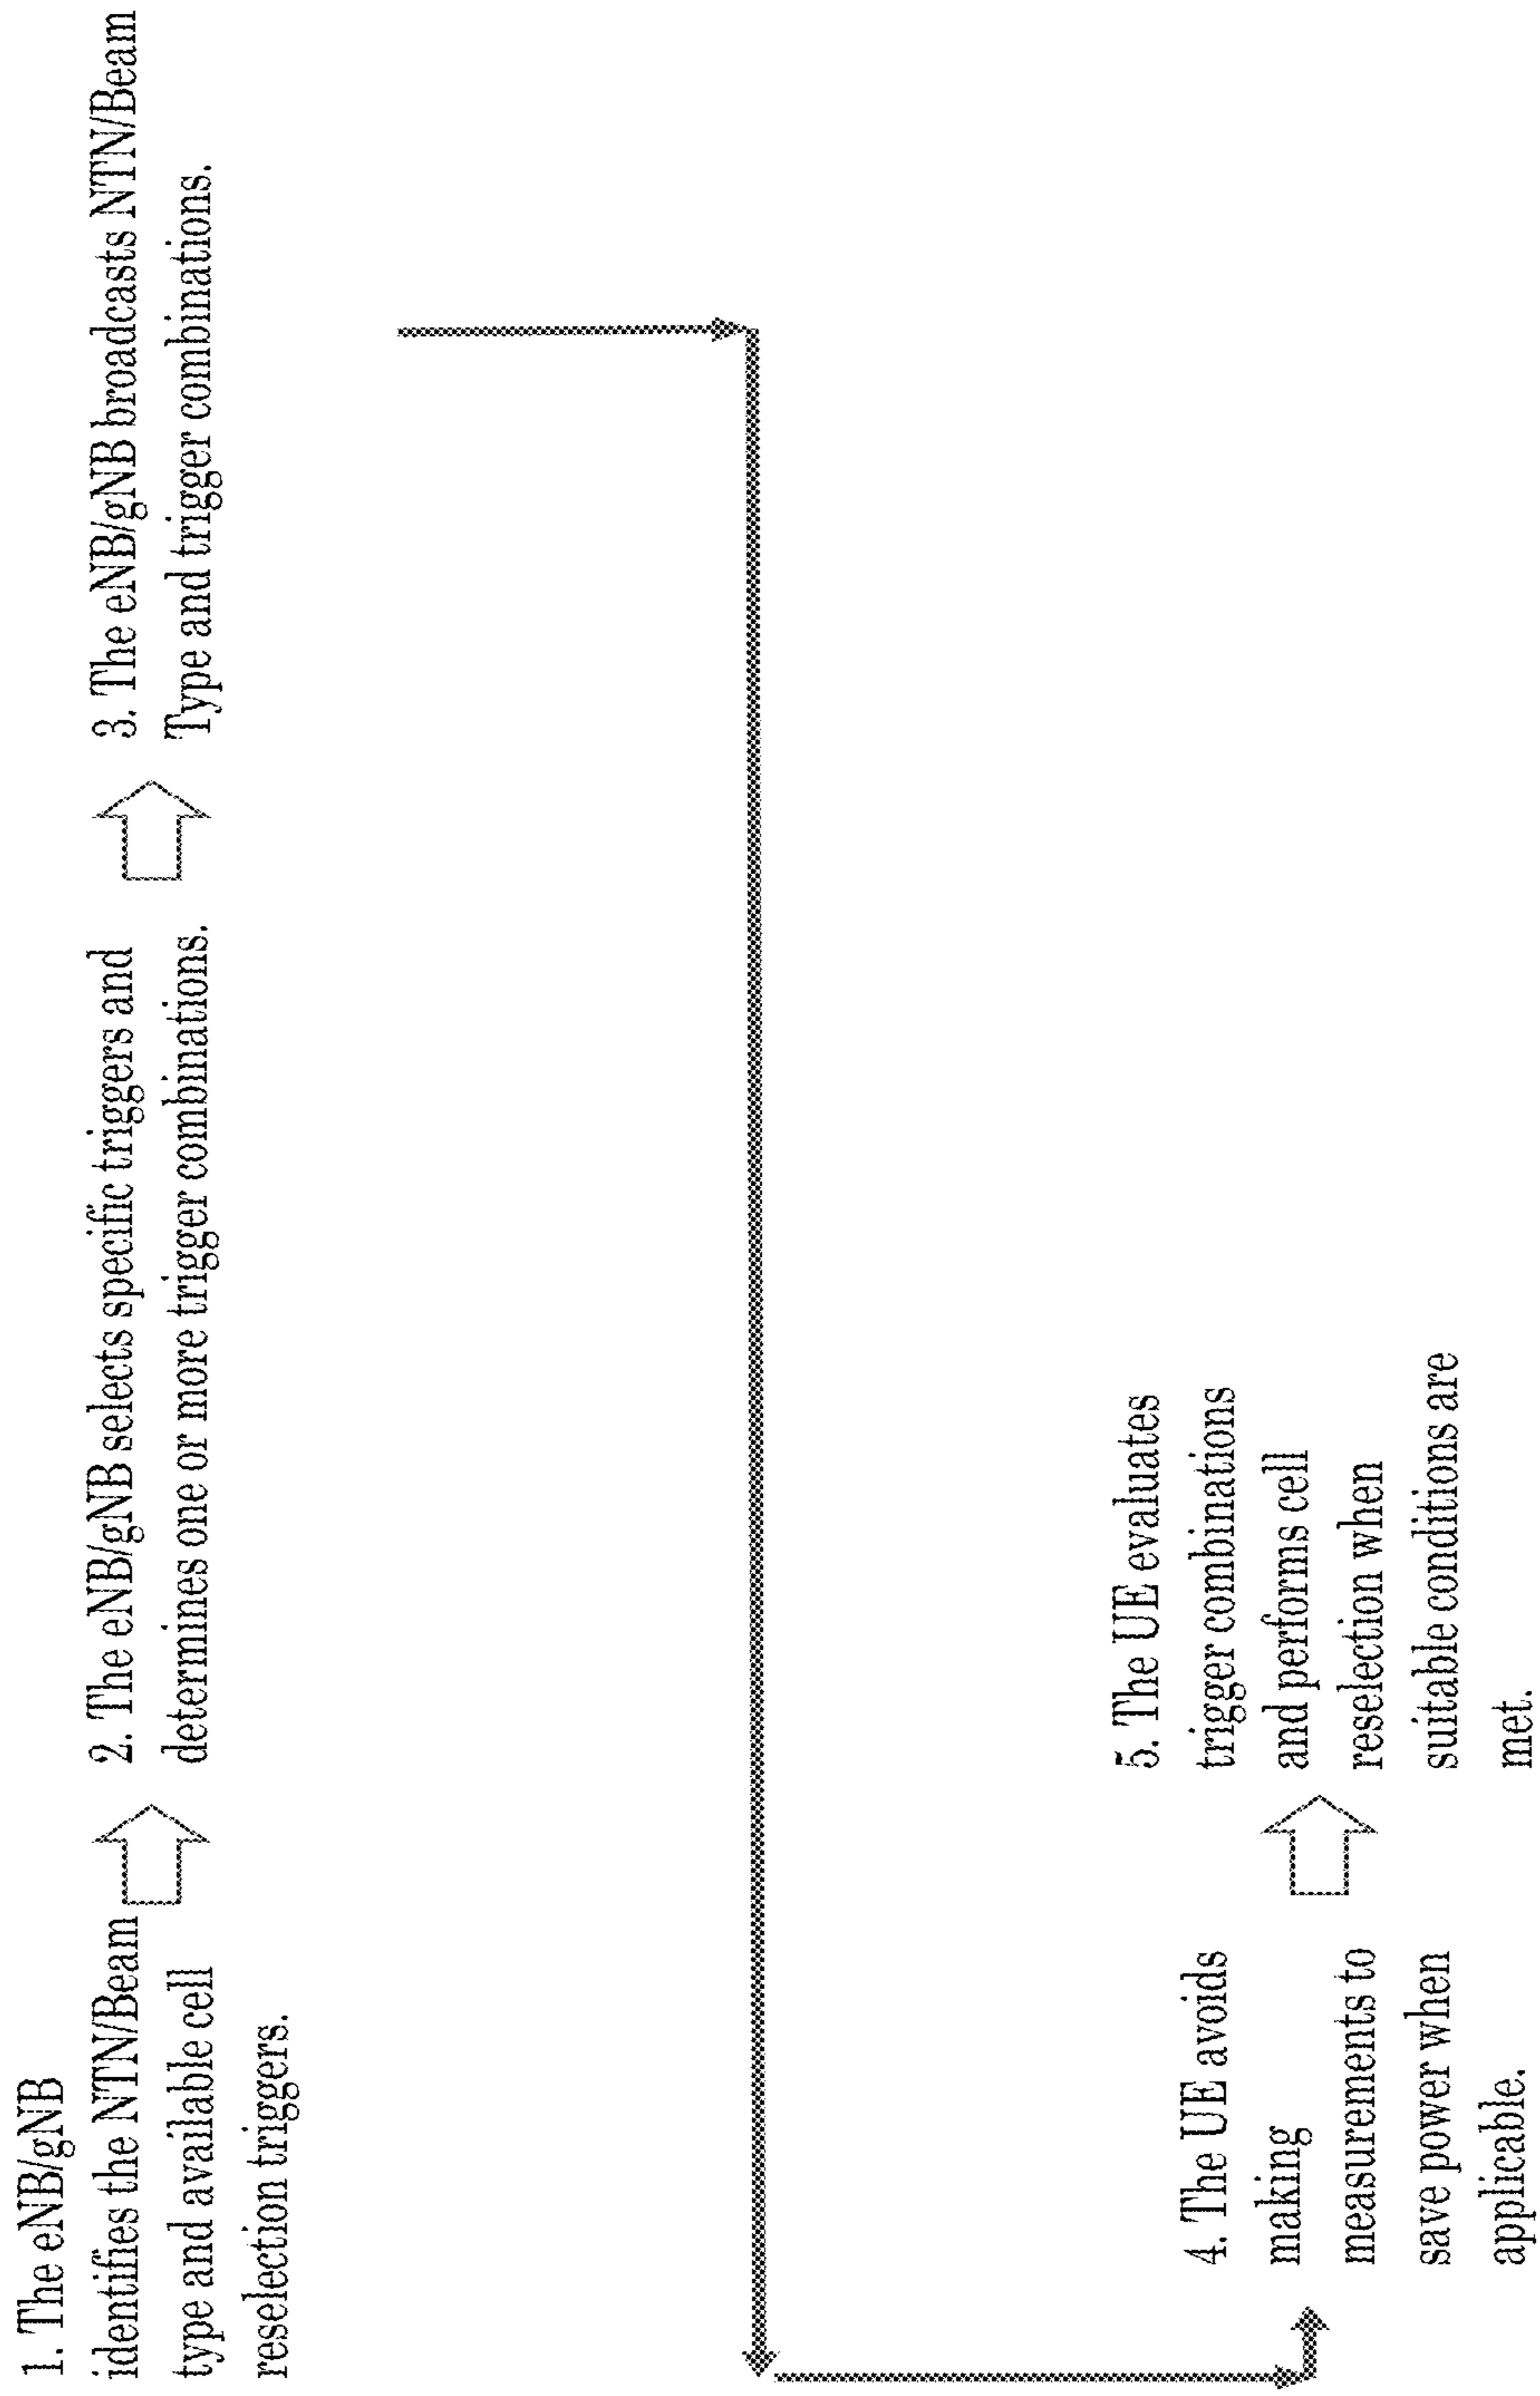 1. The eNB/gNB
identifies the NTN/Beam
type and available cell
reselection triggers.
2. The eNB/gNB selects specific triggers and
determines one or more trigger combinations.
3. The eNB/gNB broadcasts NTN/Beam
Type and trigger combinations.
4. The UE avoids
making
measurements to
save power when
applicable.
5. The UE evaluates
trigger combinations
and performs cell
reselection when
suitable conditions are
met.